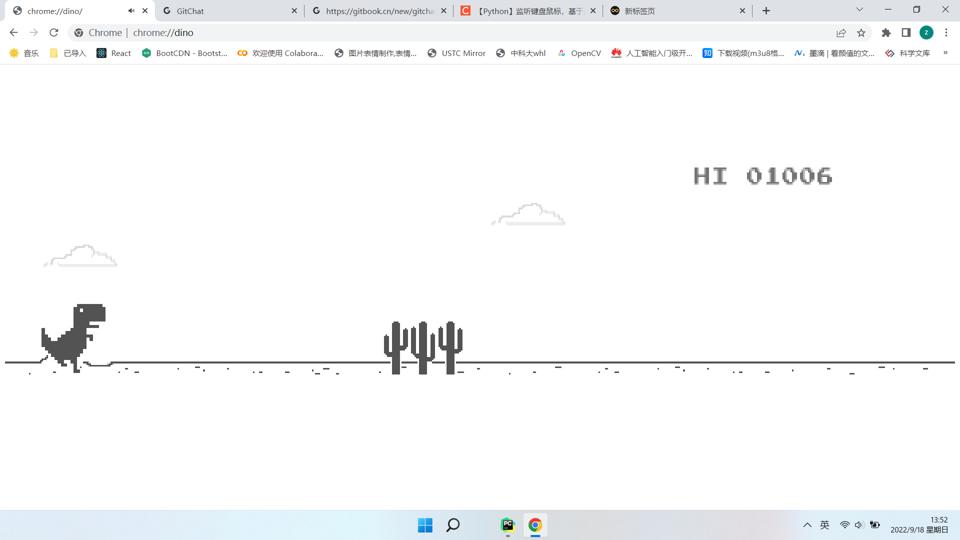 chrome://dino/
GitChat
https://gitbook.cn/new/gitcha
【Python】监听键盘鼠标，基于
新标签页
Chrome | chrome://dino
z
音乐
已导入
React
BootCDN - Bootst...
欢迎使用 Colabora...
图片表情制作,表情...
USTC Mirror
中科大whl
OpenCV
人工智能入门级开...
下载视频(m3u8格...
墨滴 | 看颜值的文...
科学文库
»
HI 01006
英
13:52
2022/9/18 星期日